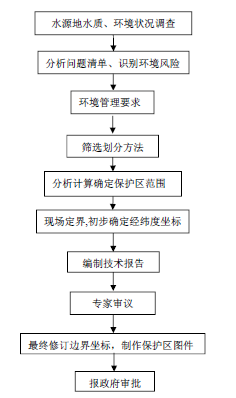 水源地水质、环境状况调查
分析问题清单、识别环境风险
环境管理要求
筛选划分方法
分析计算确定保护区范围
现场定界,初步确定经纬度坐标
编制技术报告
专家审议
最终修订边界坐标，制作保护区图件
报政府审批